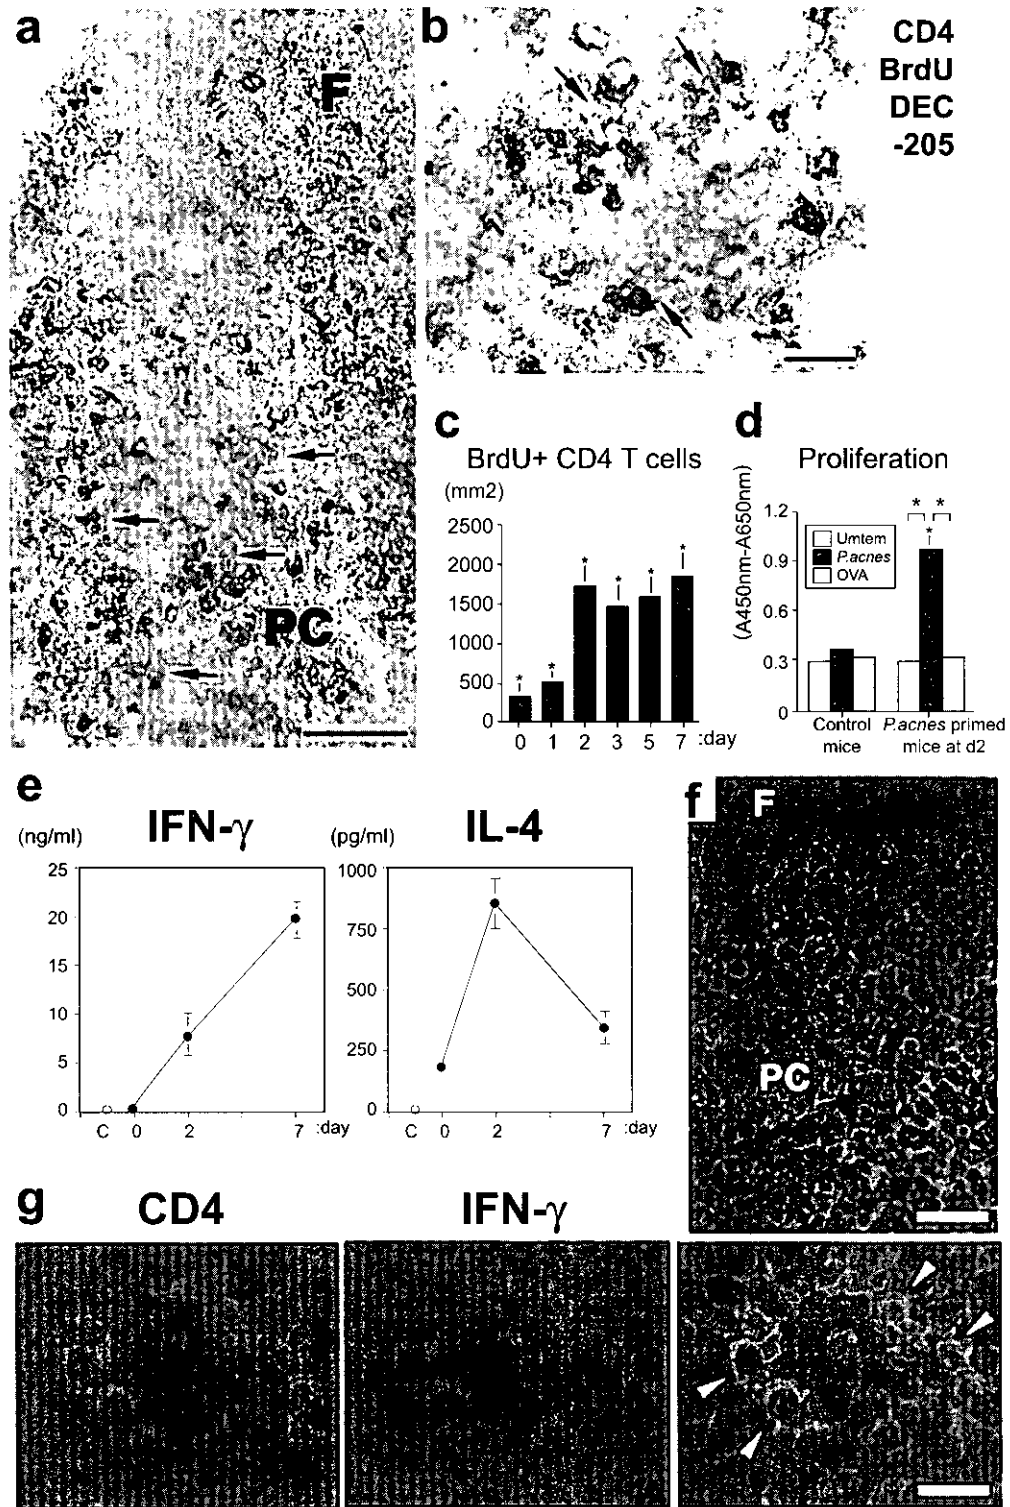 a
F
PC
b
CD4
BrdU
DEC
-205
c
BrdU+ CD4 T cells
(mm2)
2500
2000
1500
1000
500
0
0 1 2 3 5 7 :day
d
Proliferation
(A450nm-A650nm)
1.2
0.9
0.6
0.3
0
Umtem
P.acnes
OVA
* *
*
Control
mice
P.acnes primed
mice at d2
e
IFN-γ
(ng/ml)
25
20
15
10
5
0
C 0 2 7 :day
IL-4
(pg/ml)
1000
750
500
250
0
C 0 2 7 :day
f
F
PC
g
CD4
IFN-γ